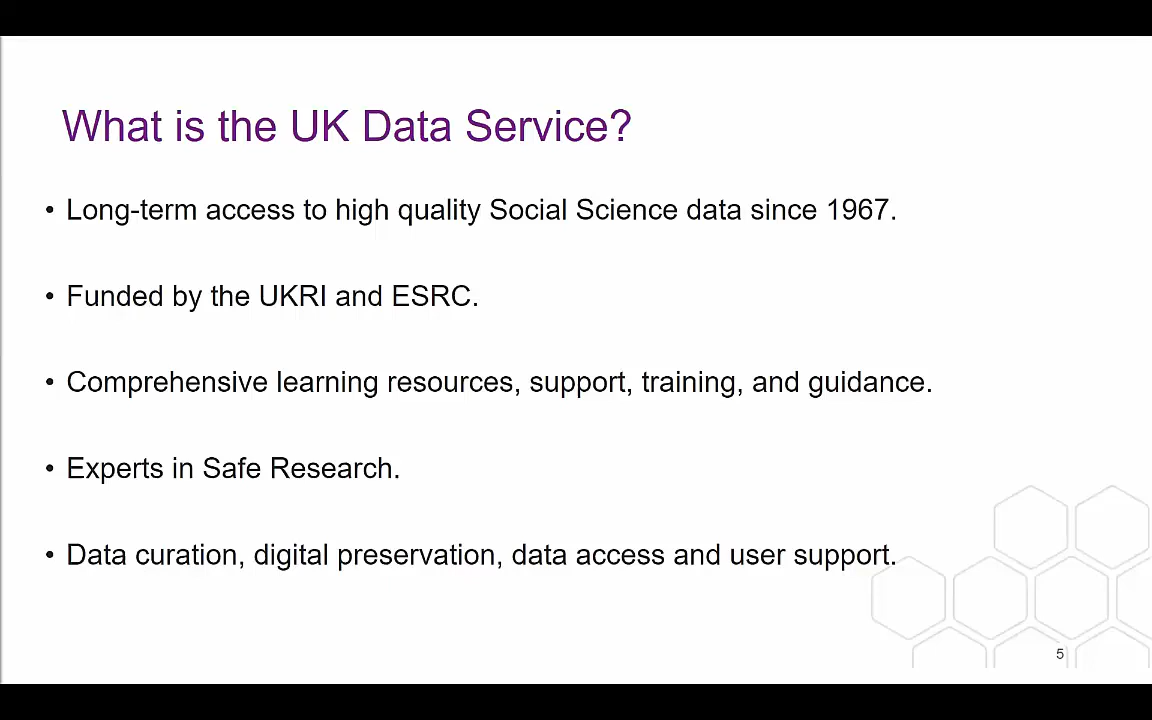 What is the UK Data Service?
• Long-term access to high quality Social Science data since 1967.
• Funded by the UKRI and ESRC.
• Comprehensive learning resources, support, training, and guidance.
• Experts in Safe Research.
• Data curation, digital preservation, data access and user support.
5